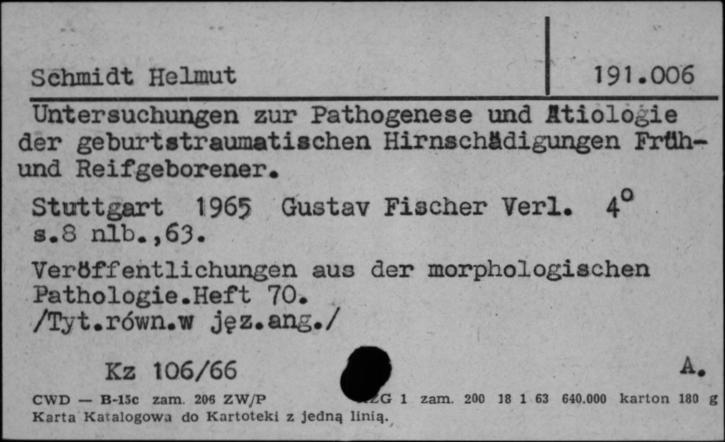 Schmidt Helmut 191.006
Untersuchungen zur Pathogenese und Ätiologie
der geburtstraumatischen Hirnschädigungen Früh-
und Reifgeborener.
Stuttgart 1965 Gustav Fischer Verl. 4°
s.8 nlb.,63.
Veröffentlichungen aus der morphologischen
Pathologie.Heft 70.
/Tyt.równ.w jęz.ang./
Kz 106/66 A.
CWD — B-15c zam. 206 ZW/P ZG 1 zam. 200 18 1 63 640.000 karton 180 g
Karta Katalogowa do Kartoteki z jedną linią.